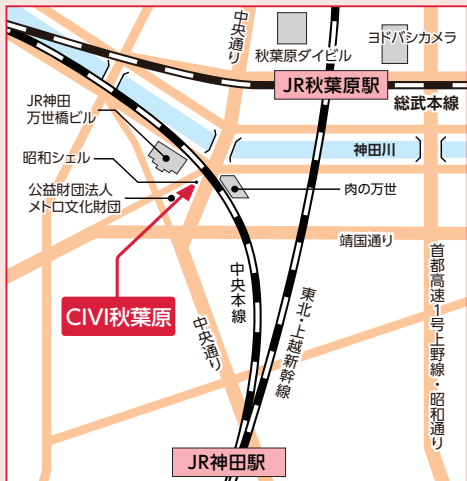 中央通り
秋葉原ダイビル
ヨドバシカメラ
JR秋葉原駅
総武本線
JR神田
万世橋ビル
昭和シェル
公益財団法人
メトロ文化財団
神田川
肉の万世
靖国通り
CIVI秋葉原
中央本線
東北・上越新幹線
中央通り
首都高速1号上野線・昭和通り
JR神田駅